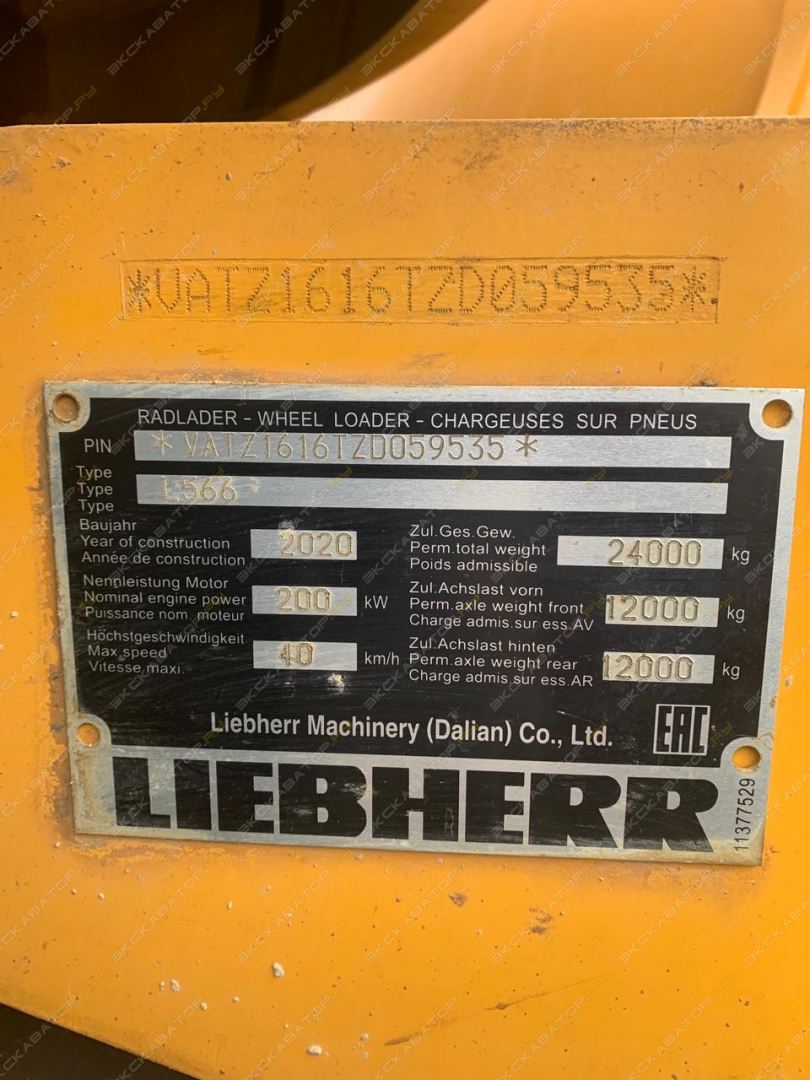 *VATZ1616TZD059535*
RADLADER - WHEEL LOADER - CHARGEUSES SUR PNEUS
PIN *VATZ1616TZD059535*
Type
Type L566
Type
Baujahr
Year of construction 2020
Année de construction
Nennleistung Motor
Nominal engine power 200 kW
Puissance nom. moteur
Höchstgeschwindigkeit
Max.speed 40 km/h
Vitesse maxi.
Zul.Ges.Gew.
Perm.total weight 24000 kg
Poids admissible
Zul.Achslast vorn
Perm.axle weight front 12000 kg
Charge admis.sur ess.AV
Zul.Achslast hinten
Perm.axle weight rear 12000 kg
Charge admis.sur ess.AR
Liebherr Machinery (Dalian) Co., Ltd. EAC
LIEBHERR
11377529
ЭКСКАВАТОР.РУ